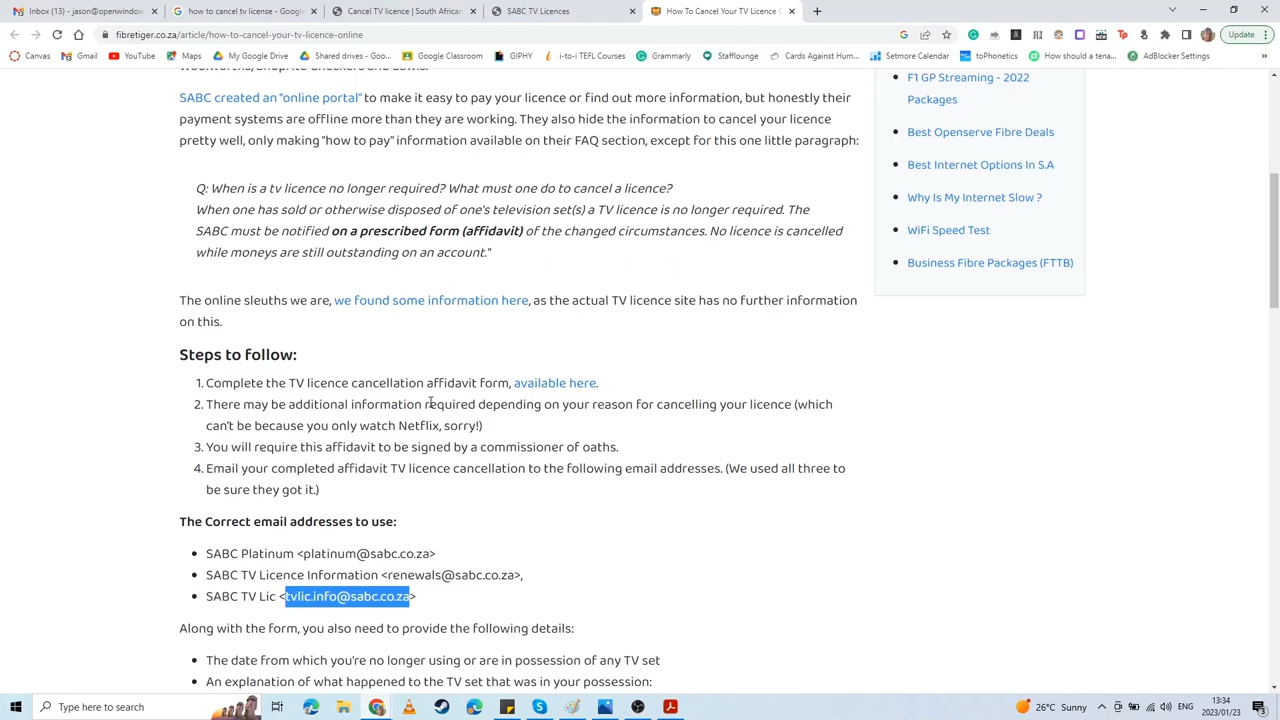 Inbox (13) - jason@openwindow
how to cancel tv license - Google
Cancel TV licence | South African
SABC TV Licences
How To Cancel Your TV Licence O
fibretiger.co.za/article/how-to-cancel-your-tv-licence-online
Update
Canvas
Gmail
YouTube
Maps
My Google Drive
Shared drives - Goo...
Google Classroom
GIPHY
i-to-i TEFL Courses
Grammarly
Stafflounge
Cards Against Hum...
Setmore Calendar
toPhonetics
How should a tena...
AdBlocker Settings
SABC created an "online portal" to make it easy to pay your licence or find out more information, but honestly their
payment systems are offline more than they are working. They also hide the information to cancel your licence
pretty well, only making "how to pay" information available on their FAQ section, except for this one little paragraph:
Q: When is a tv licence no longer required? What must one do to cancel a licence?
When one has sold or otherwise disposed of one's television set(s) a TV licence is no longer required. The
SABC must be notified on a prescribed form (affidavit) of the changed circumstances. No licence is cancelled
while moneys are still outstanding on an account."
The online sleuths we are, we found some information here, as the actual TV licence site has no further information
on this.
Steps to follow:
1. Complete the TV licence cancellation affidavit form, available here.
2. There may be additional information required depending on your reason for cancelling your licence (which
can't be because you only watch Netflix, sorry!)
3. You will require this affidavit to be signed by a commissioner of oaths.
4. Email your completed affidavit TV licence cancellation to the following email addresses. (We used all three to
be sure they got it.)
The Correct email addresses to use:
SABC Platinum <platinum@sabc.co.za>
SABC TV Licence Information <renewals@sabc.co.za>,
SABC TV Lic <tvlic.info@sabc.co.za>
Along with the form, you also need to provide the following details:
The date from which you're no longer using or are in possession of any TV set
An explanation of what happened to the TV set that was in your possession:
F1 GP Streaming - 2022
Packages
Best Openserve Fibre Deals
Best Internet Options In S.A
Why Is My Internet Slow ?
WiFi Speed Test
Business Fibre Packages (FTTB)
Type here to search
26°C Sunny
ENG
13:34
2023/01/23